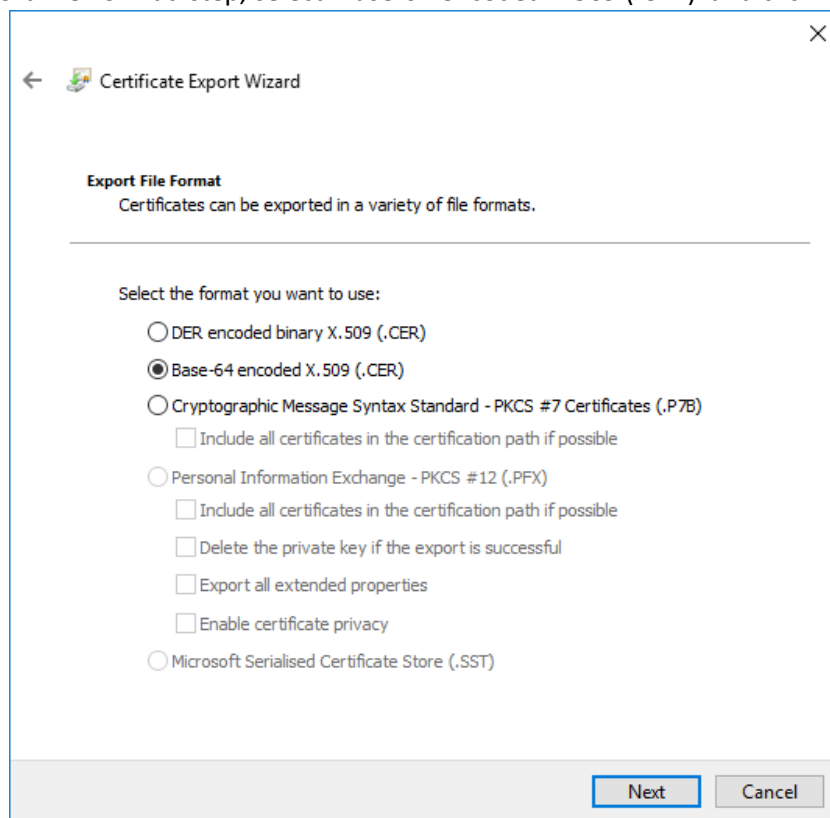 Certificate Export Wizard
Export File Format
Certificates can be exported in a variety of file formats.
Select the format you want to use:
DER encoded binary X.509 (.CER)
Base-64 encoded X.509 (.CER)
Cryptographic Message Syntax Standard - PKCS #7 Certificates (.P7B)
Include all certificates in the certification path if possible
Personal Information Exchange - PKCS #12 (.PFX)
Include all certificates in the certification path if possible
Delete the private key if the export is successful
Export all extended properties
Enable certificate privacy
Microsoft Serialised Certificate Store (.SST)
Next Cancel